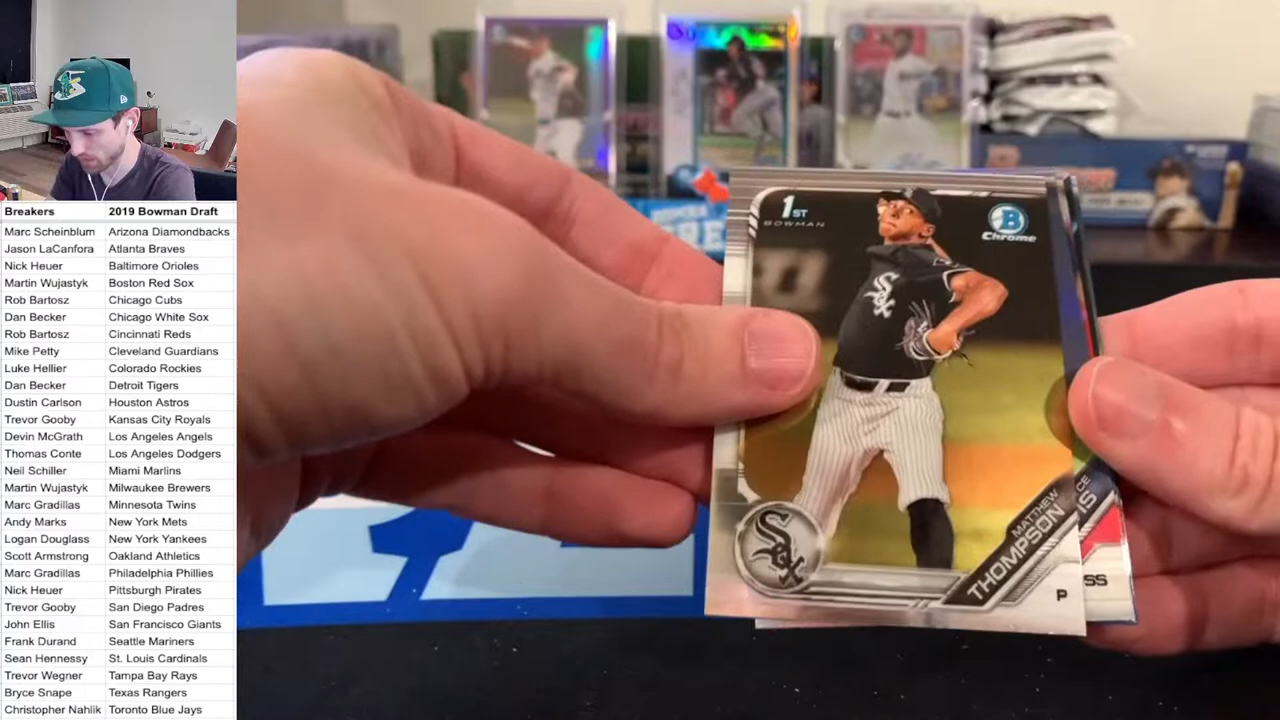 Breakers 2019 Bowman Draft
Marc Scheinblum Arizona Diamondbacks
Jason LaCanfora Atlanta Braves
Nick Heuer Baltimore Orioles
Martin Wujastyk Boston Red Sox
Rob Bartosz Chicago Cubs
Dan Becker Chicago White Sox
Rob Bartosz Cincinnati Reds
Mike Petty Cleveland Guardians
Luke Hellier Colorado Rockies
Dan Becker Detroit Tigers
Dustin Carlson Houston Astros
Trevor Gooby Kansas City Royals
Devin McGrath Los Angeles Angels
Thomas Conte Los Angeles Dodgers
Neil Schiller Miami Marlins
Martin Wujastyk Milwaukee Brewers
Marc Gradillas Minnesota Twins
Andy Marks New York Mets
Logan Douglass New York Yankees
Scott Armstrong Oakland Athletics
Marc Gradillas Philadelphia Phillies
Nick Heuer Pittsburgh Pirates
Trevor Gooby San Diego Padres
John Ellis San Francisco Giants
Frank Durand Seattle Mariners
Sean Hennessy St. Louis Cardinals
Trevor Wegner Tampa Bay Rays
Bryce Snape Texas Rangers
Christopher Nahlik Toronto Blue Jays
1ST
BOWMAN
B
Chrome
Sox
MATTHEW
THOMPSON
P
Sox
CE
IS
SS